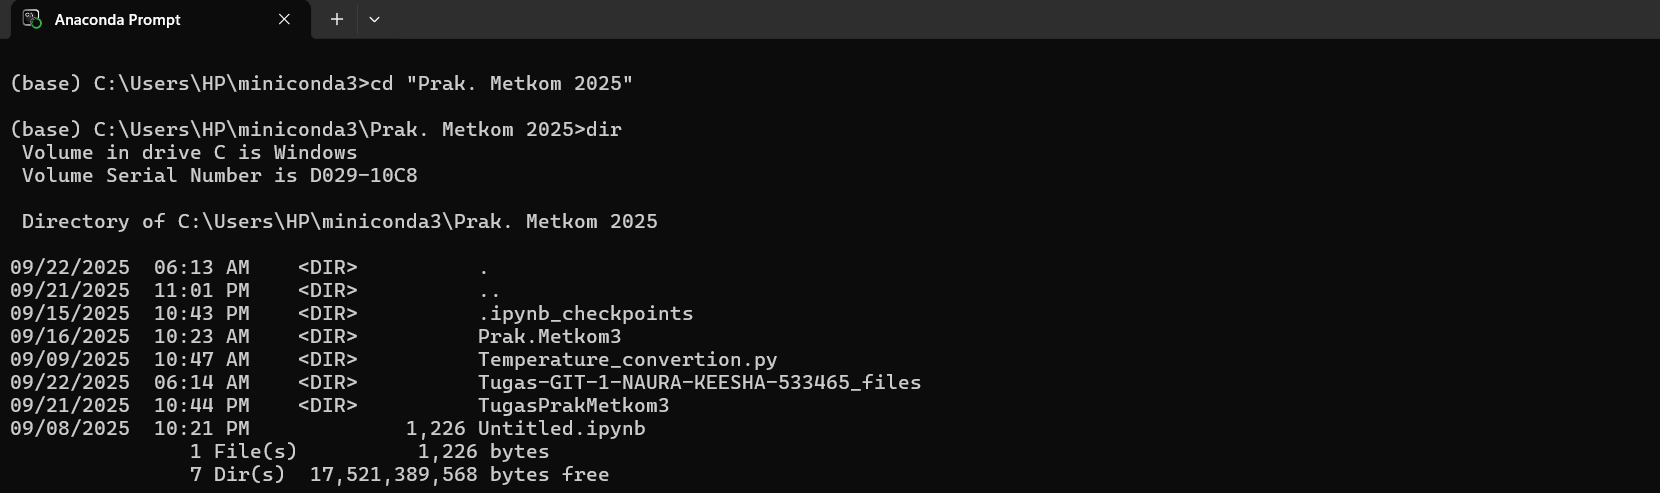 Anaconda Prompt
(base) C:\Users\HP\miniconda3>cd "Prak. Metkom 2025"
(base) C:\Users\HP\miniconda3\Prak. Metkom 2025>dir
 Volume in drive C is Windows
 Volume Serial Number is D029-10C8
 Directory of C:\Users\HP\miniconda3\Prak. Metkom 2025
09/22/2025  06:13 AM    <DIR>          .
09/21/2025  11:01 PM    <DIR>          ..
09/15/2025  10:43 PM    <DIR>          .ipynb_checkpoints
09/16/2025  10:23 AM    <DIR>          Prak.Metkom3
09/09/2025  10:47 AM    <DIR>          Temperature_convertion.py
09/22/2025  06:14 AM    <DIR>          Tugas-GIT-1-NAURA-KEESHA-533465_files
09/21/2025  10:44 PM    <DIR>          TugasPrakMetkom3
09/08/2025  10:21 PM             1,226 Untitled.ipynb
               1 File(s)          1,226 bytes
               7 Dir(s)  17,521,389,568 bytes free